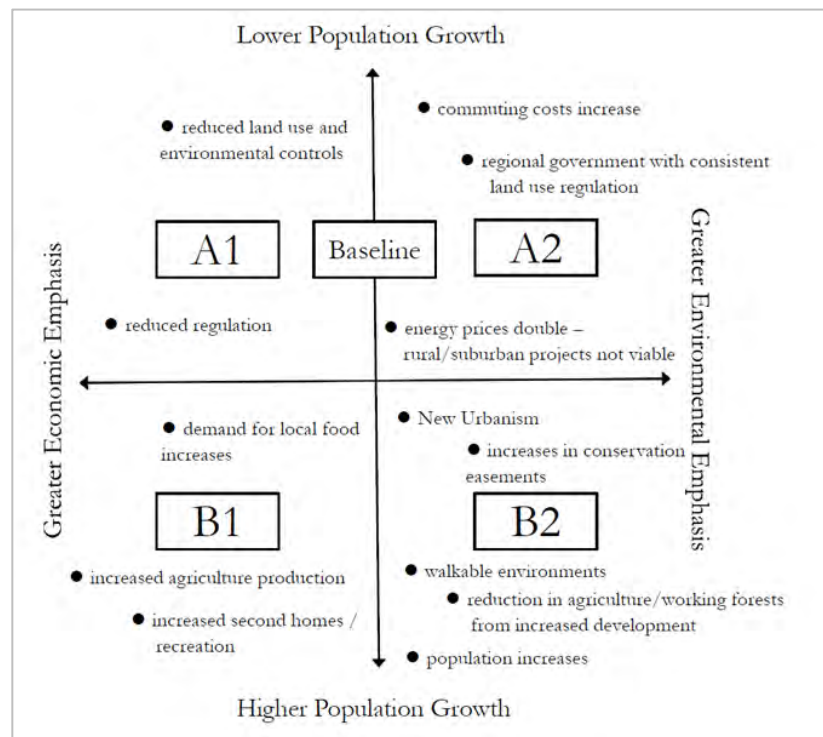 Lower Population Growth
commuting costs increase
reduced land use and
environmental controls
regional government with consistent
land use regulation
A1
Baseline
A2
Greater Economic Emphasis
Greater Environmental Emphasis
reduced regulation
energy prices double –
rural/suburban projects not viable
New Urbanism
demand for local food
increases
increases in conservation
easements
B1
B2
increased agriculture production
walkable environments
reduction in agriculture/working forests
from increased development
increased second homes /
recreation
population increases
Higher Population Growth